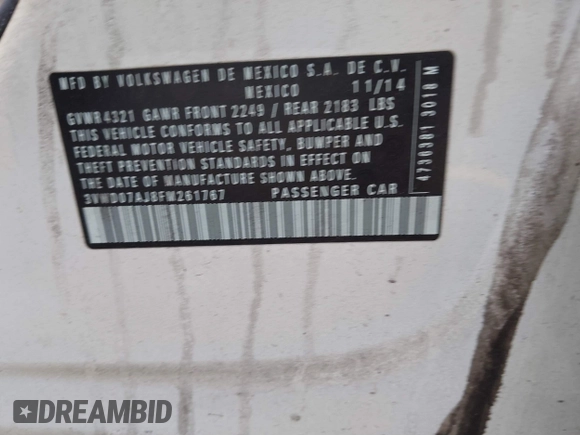 MFD BY VOLKSWAGEN DE MEXICO S.A. DE C.V.
MEXICO 11/14
GVWR 4321 GAWR FRONT 2249 / REAR 2183 LBS
THIS VEHICLE CONFORMS TO ALL APPLICABLE U.S.
FEDERAL MOTOR VEHICLE SAFETY, BUMPER AND
THEFT PREVENTION STANDARDS IN EFFECT ON
THE DATE OF MANUFACTURE SHOWN ABOVE.
3VWD07AJ8FM261767 PASSENGER CAR
4730381 3018 M
DREAMBID